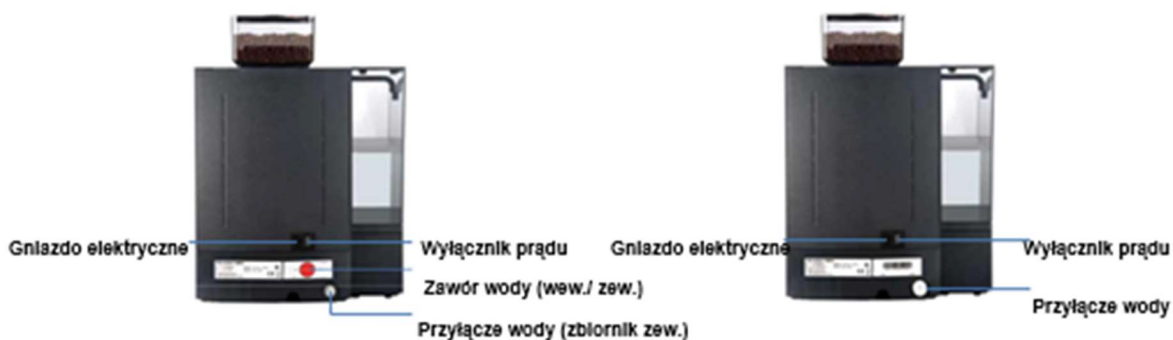 Gniazdo elektryczne
Wyłącznik prądu
Zawór wody (wew./ zew.)
Przyłącze wody (zbiornik zew.)
Gniazdo elektryczne
Wyłącznik prądu
Przyłącze wody